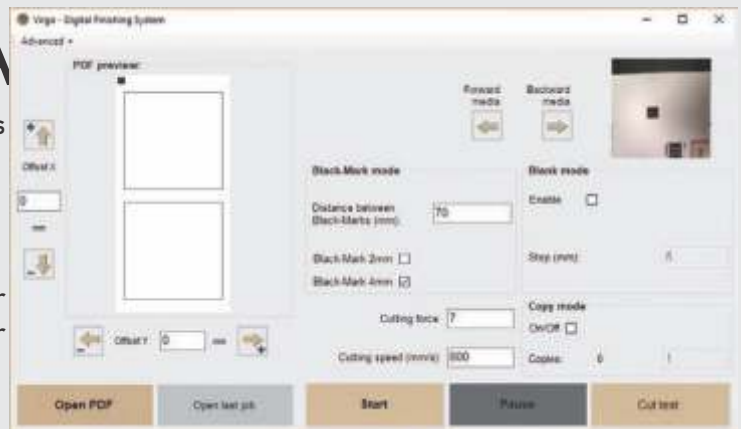 Virga - Digital Finishing System
Advanced
PDF preview:
Forward media
Backward media
Offset X
0
mm
Black-Mark mode
Distance between Black-Marks (mm):
70
Black-Mark 2mm
Black-Mark 4mm
Blank mode
Enable
Step (mm):
Cutting force
7
Copy mode
On/Off
Offset Y
0
mm
Cutting speed (mm/s)
800
Copies:
0
1
Open PDF
Open last job
Start
Pause
Cut test